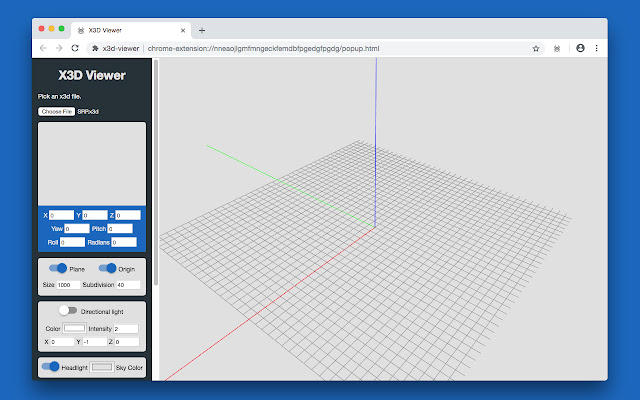 X3D Viewer
x3d-viewer | chrome-extension://nneaojlgmfmngeckfemdbfpgedgfpgdg/popup.html
X3D Viewer
Pick an x3d file.
Choose File SRP.x3d
X 0 Y 0 Z 0
Yaw 0 Pitch 0
Roll 0 Radians 0
Plane Origin
Size 1000 Subdivision 40
Directional light
Color Intensity 2
X 0 Y -1 Z 0
Headlight Sky Color